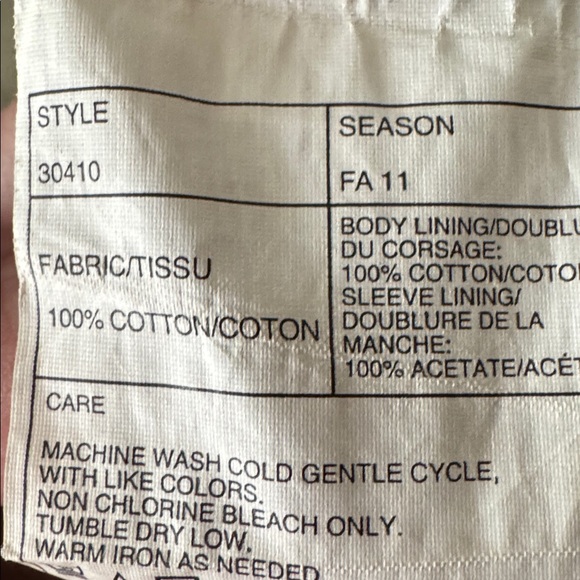 STYLE
30410
SEASON
FA 11
FABRIC/TISSU
100% COTTON/COTON
BODY LINING/DOUBLU
DU CORSAGE:
100% COTTON/COTO
SLEEVE LINING/
DOUBLURE DE LA
MANCHE:
100% ACETATE/ACÉT
CARE
MACHINE WASH COLD GENTLE CYCLE,
WITH LIKE COLORS.
NON CHLORINE BLEACH ONLY.
TUMBLE DRY LOW.
WARM IRON AS NEEDED